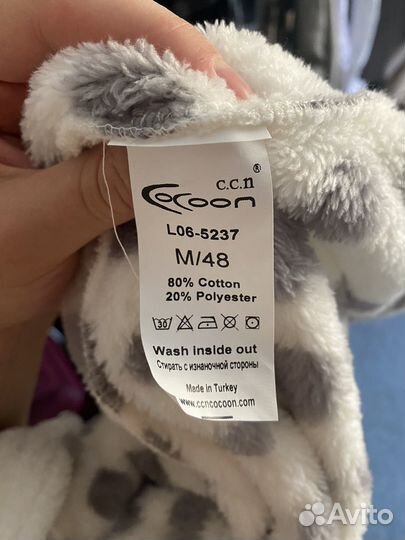 c.c.n ®
Cocoon
L06-5237
M/48
80% Cotton
20% Polyester
30
Wash inside out
Стирать с изнаночной стороны
Made in Turkey
www.ccncocoon.com
Avito